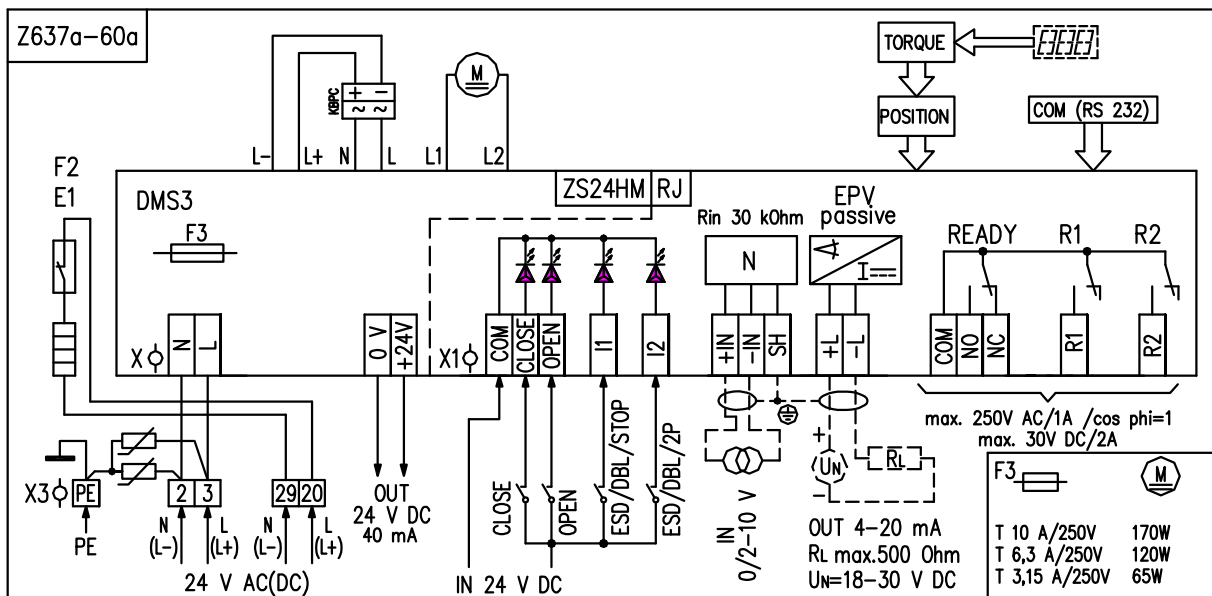 Z637a-60a
TORQUE
POSITION
COM (RS 232)
KBPC
+ -
~ ~
M
L- L+ N L L1 L2
F2
E1
DMS3
F3
ZS24HM RJ
Rin 30 kOhm
N
EPV
passive
I
READY R1 R2
X N L
0 V +24V
X1 COM CLOSE OPEN I1 I2
+IN -IN SH
+L -L
COM NO NC R1 R2
max. 250V AC/1A /cos phi=1
max. 30V DC/2A
X3 PE 2 3 29 20
PE
N L N L
(L-) (L+) (L-) (L+)
24 V AC(DC)
OUT
24 V DC
40 mA
CLOSE
OPEN
ESD/DBL/STOP
ESD/DBL/2P
IN 24 V DC
IN
0/2-10 V
+
UN
-
RL
OUT 4-20 mA
RL max.500 Ohm
UN=18-30 V DC
F3 M
T 10 A/250V 170W
T 6,3 A/250V 120W
T 3,15 A/250V 65W